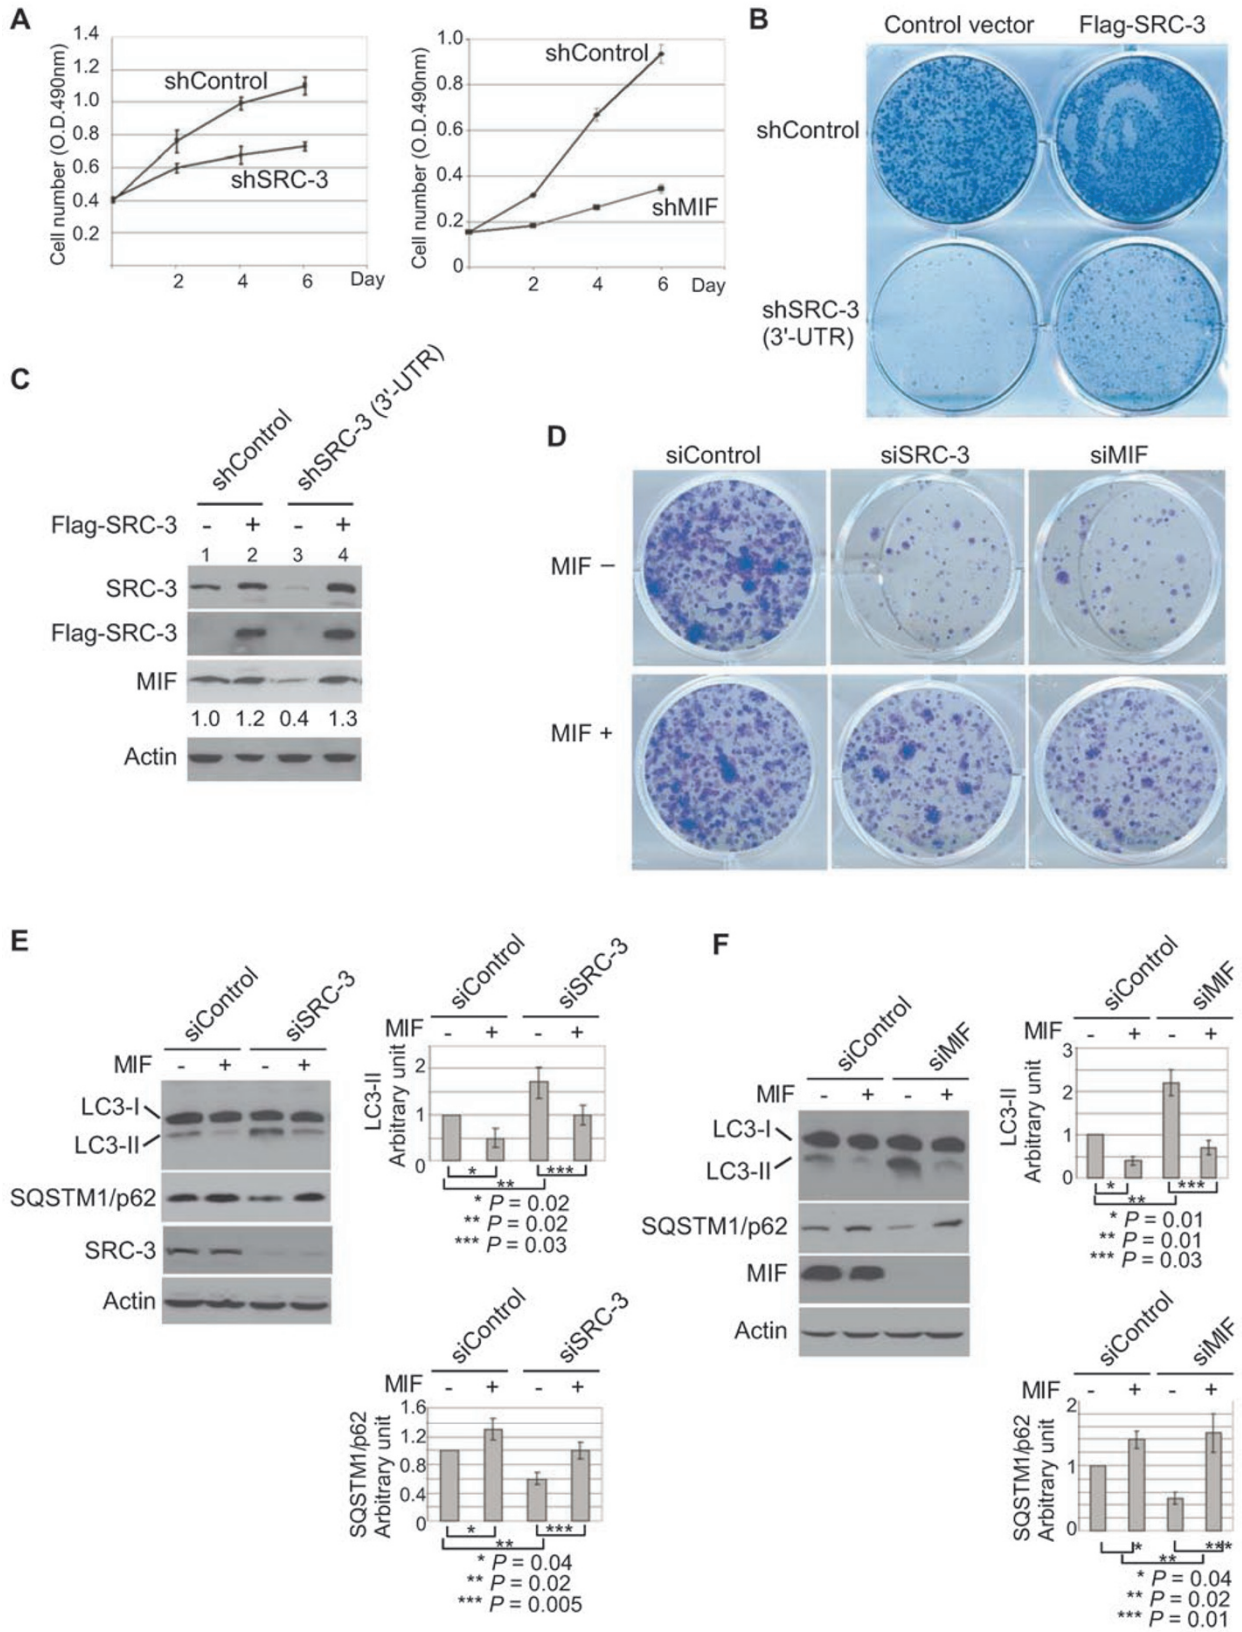 A
Cell number (O.D.490nm)
1.4
1.2
1.0
0.8
0.6
0.4
0.2
shControl
shSRC-3
2 4 6 Day
Cell number (O.D.490nm)
1.0
0.8
0.6
0.4
0.2
0
shControl
shMIF
2 4 6 Day
B
Control vector Flag-SRC-3
shControl
shSRC-3
(3'-UTR)
C
shControl
shSRC-3 (3'-UTR)
Flag-SRC-3 - + - +
1 2 3 4
SRC-3
Flag-SRC-3
MIF
1.0 1.2 0.4 1.3
Actin
D
siControl siSRC-3 siMIF
MIF −
MIF +
E
siControl siSRC-3
MIF - + - +
LC3-I
LC3-II
SQSTM1/p62
SRC-3
Actin
siControl siSRC-3
MIF - + - +
LC3-II
Arbitrary unit
2
1
0
* ***
**
* P = 0.02
** P = 0.02
*** P = 0.03
siControl siSRC-3
MIF - + - +
SQSTM1/p62
Arbitrary unit
1.6
1.2
0.8
0.4
0
* ***
**
* P = 0.04
** P = 0.02
*** P = 0.005
F
siControl siMIF
MIF - + - +
LC3-I
LC3-II
SQSTM1/p62
MIF
Actin
siControl siMIF
MIF - + - +
LC3-II
Arbitrary unit
3
2
1
0
* ***
**
* P = 0.01
** P = 0.01
*** P = 0.03
siControl siMIF
MIF - + - +
SQSTM1/p62
Arbitrary unit
2
1
0
* ***
**
* P = 0.04
** P = 0.02
*** P = 0.01